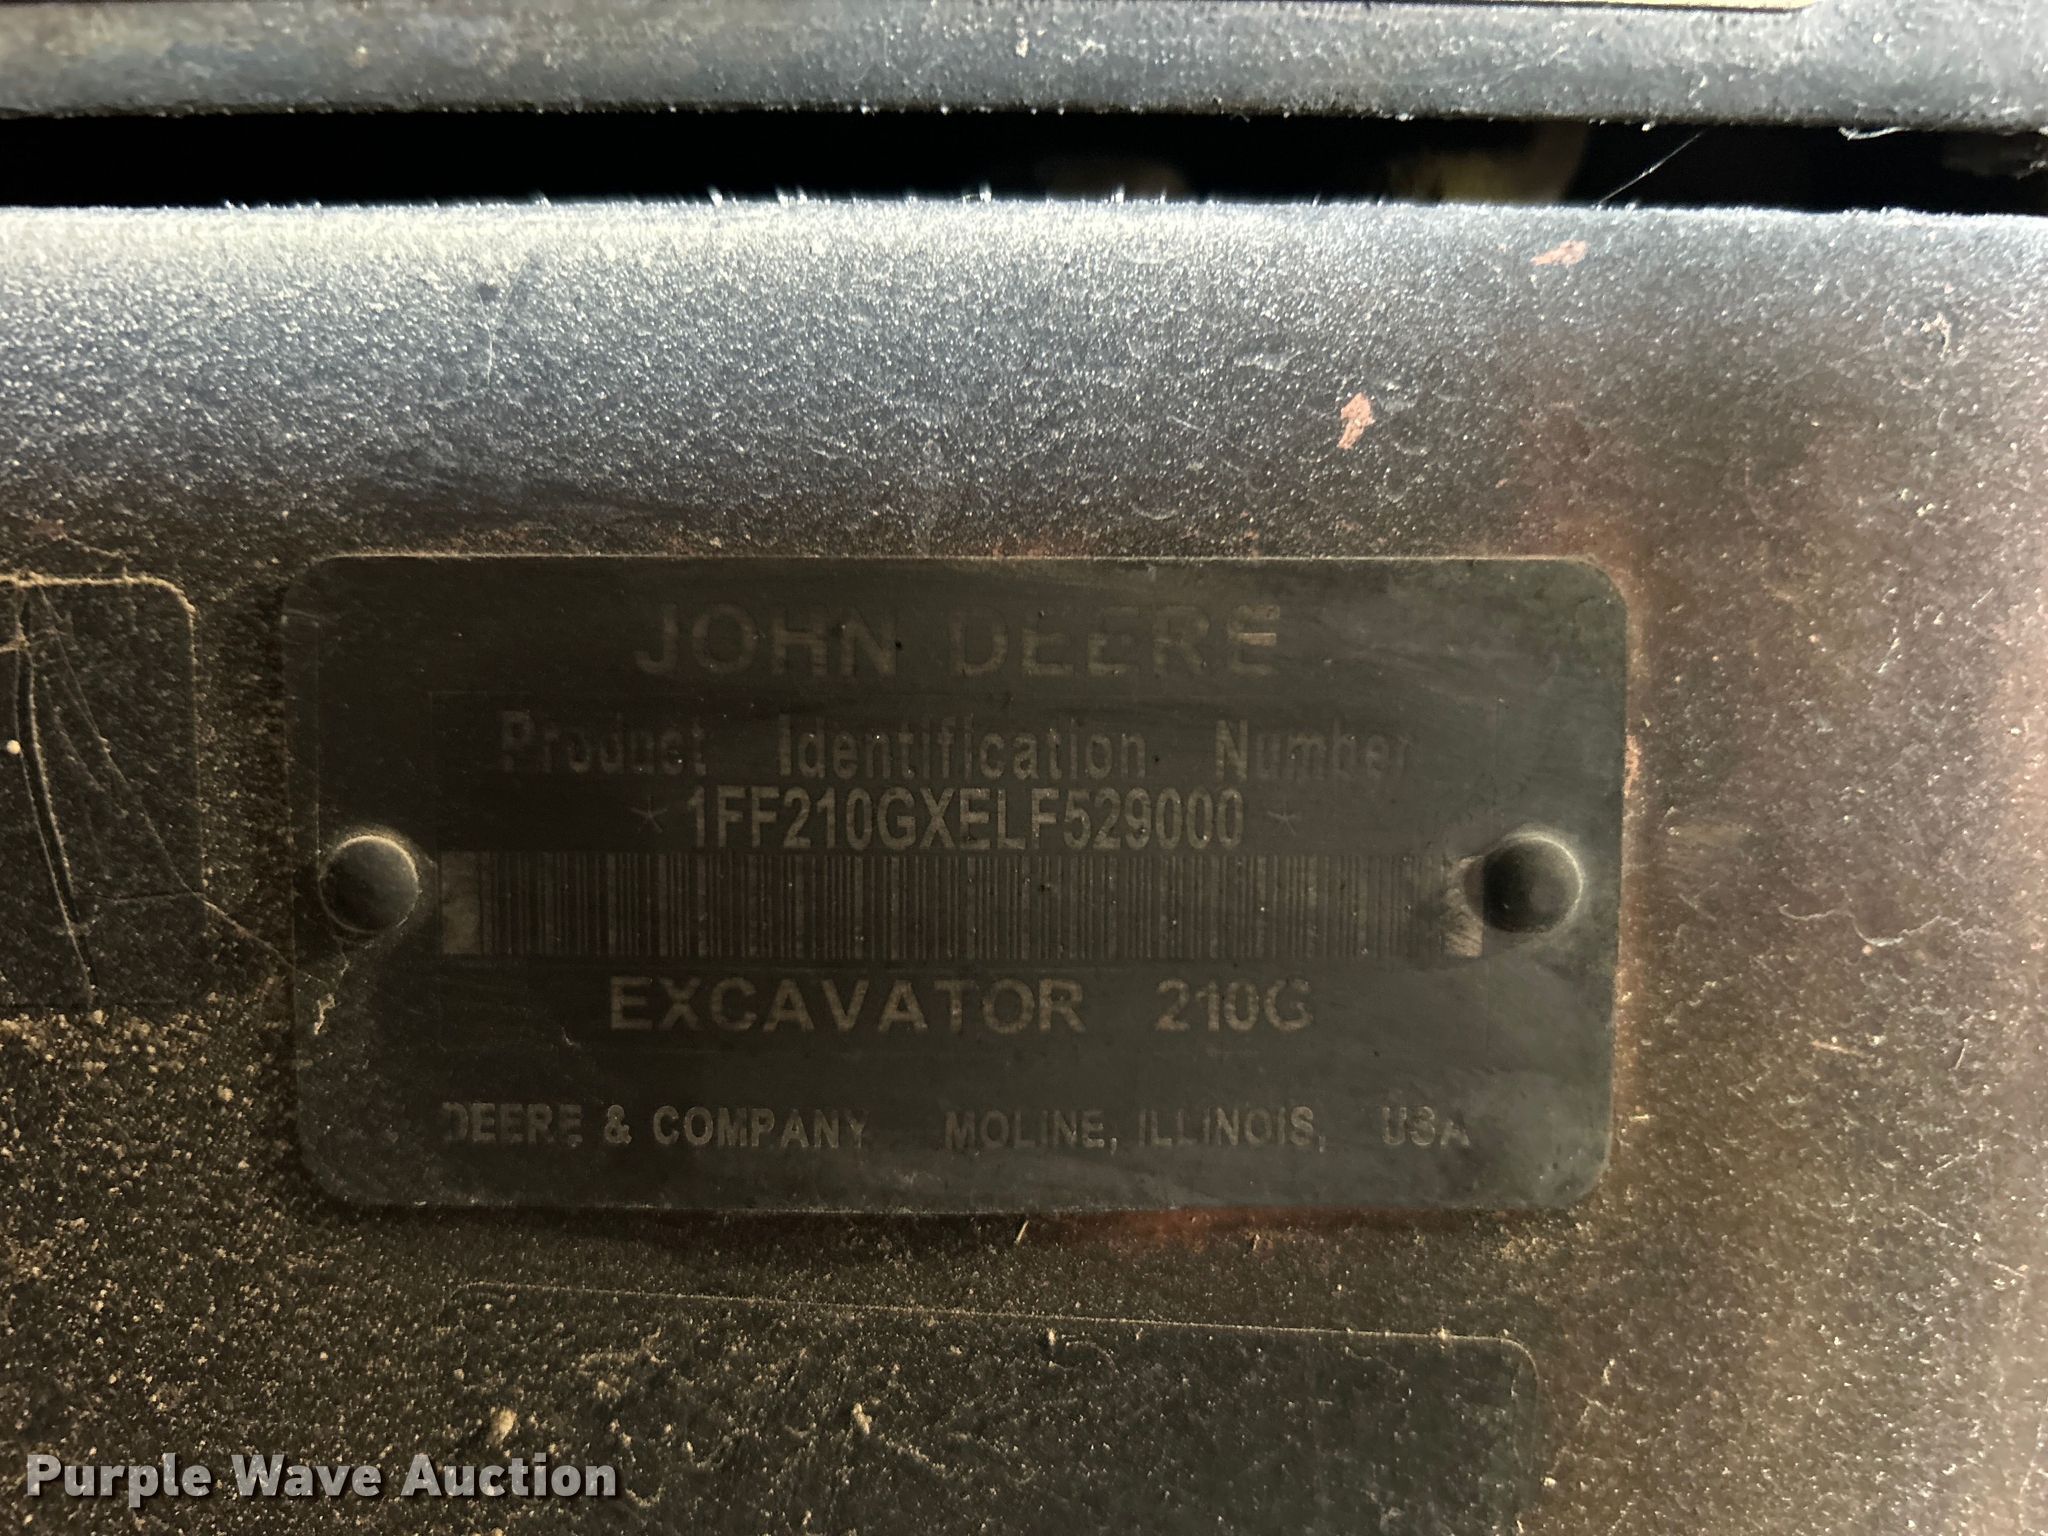 JOHN DEERE
Product Identification Number
* 1FF210GXELF529000 *
EXCAVATOR 210G
DEERE & COMPANY MOLINE, ILLINOIS, USA
Purple Wave Auction